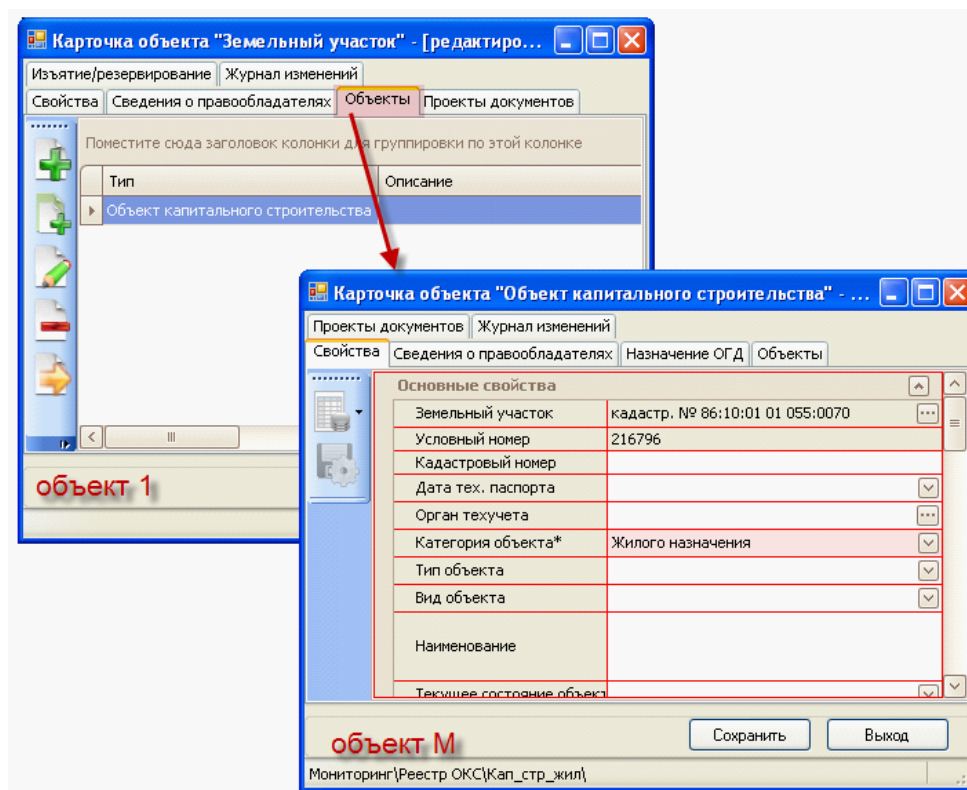 Карточка объекта "Земельный участок" - [редактиро...
Изъятие/резервирование Журнал изменений
Свойства Сведения о правообладателях Объекты Проекты документов
Поместите сюда заголовок колонки для группировки по этой колонке
Тип Описание
Объект капитального строительства
объект 1
Карточка объекта "Объект капитального строительства" - ...
Проекты документов Журнал изменений
Свойства Сведения о правообладателях Назначение ОГД Объекты
Основные свойства
Земельный участок кадастр. № 86:10:01 01 055:0070
Условный номер 216796
Кадастровый номер
Дата тех. паспорта
Орган техучета
Категория объекта* Жилого назначения
Тип объекта
Вид объекта
Наименование
Текущее состояние объект
Сохранить Выход
объект М
Мониторинг\Реестр ОКС\Кап_стр_жил\